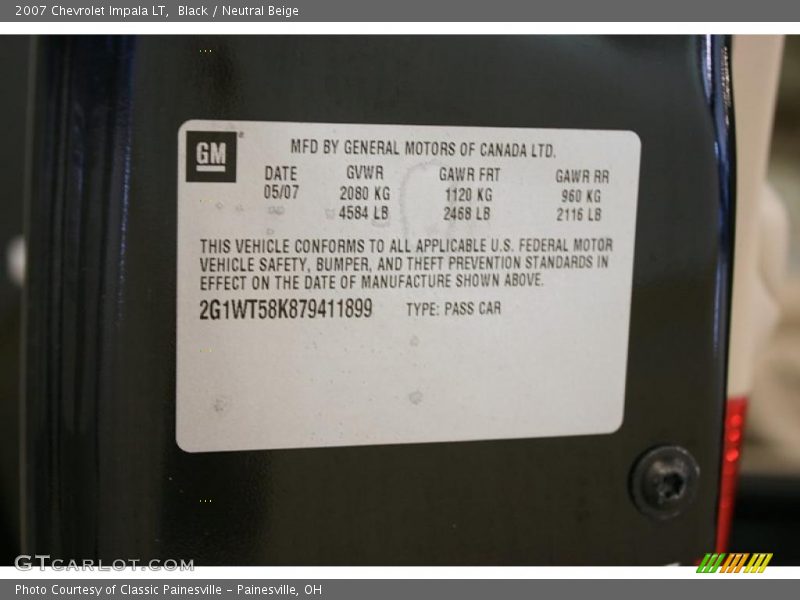 2007 Chevrolet Impala LT, Black / Neutral Beige
GM
MFD BY GENERAL MOTORS OF CANADA LTD.
DATE GVWR GAWR FRT GAWR RR
05/07 2080 KG 1120 KG 960 KG
4584 LB 2468 LB 2116 LB
THIS VEHICLE CONFORMS TO ALL APPLICABLE U.S. FEDERAL MOTOR
VEHICLE SAFETY, BUMPER, AND THEFT PREVENTION STANDARDS IN
EFFECT ON THE DATE OF MANUFACTURE SHOWN ABOVE.
2G1WT58K879411899 TYPE: PASS CAR
GTCARLOT.COM
Photo Courtesy of Classic Painesville - Painesville, OH